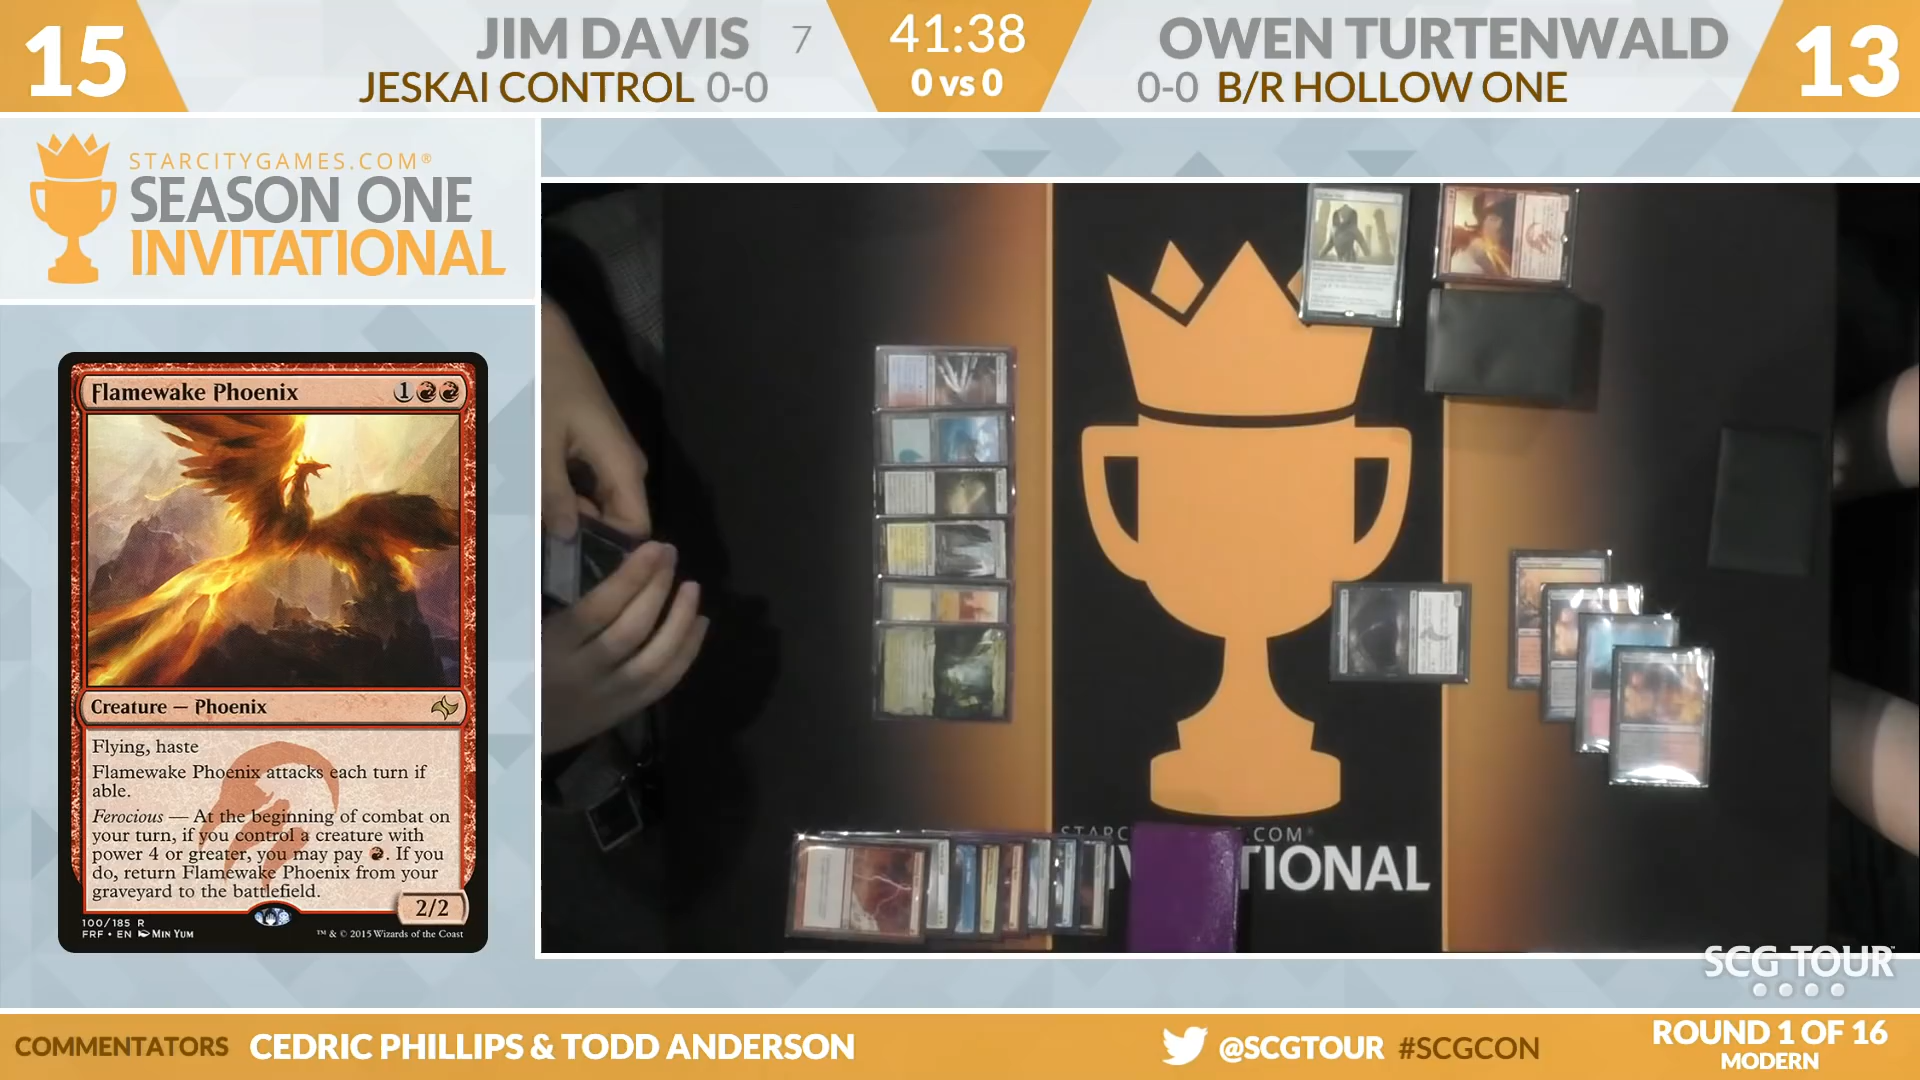 15
JIM DAVIS 7
JESKAI CONTROL 0-0
41:38
0 vs 0
OWEN TURTENWALD
0-0 B/R HOLLOW ONE
13
STARCITYGAMES.COM®
SEASON ONE
INVITATIONAL
Flamewake Phoenix 1
Creature — Phoenix
Flying, haste
Flamewake Phoenix attacks each turn if
able.
Ferocious — At the beginning of combat on
your turn, if you control a creature with
power 4 or greater, you may pay . If you
do, return Flamewake Phoenix from your
graveyard to the battlefield.
2/2
100/185 R
FRF • EN MIN YUM
™ & © 2015 Wizards of the Coast
SCG TOUR™
COMMENTATORS CEDRIC PHILLIPS & TODD ANDERSON
@SCGTOUR #SCGCON
ROUND 1 OF 16
MODERN